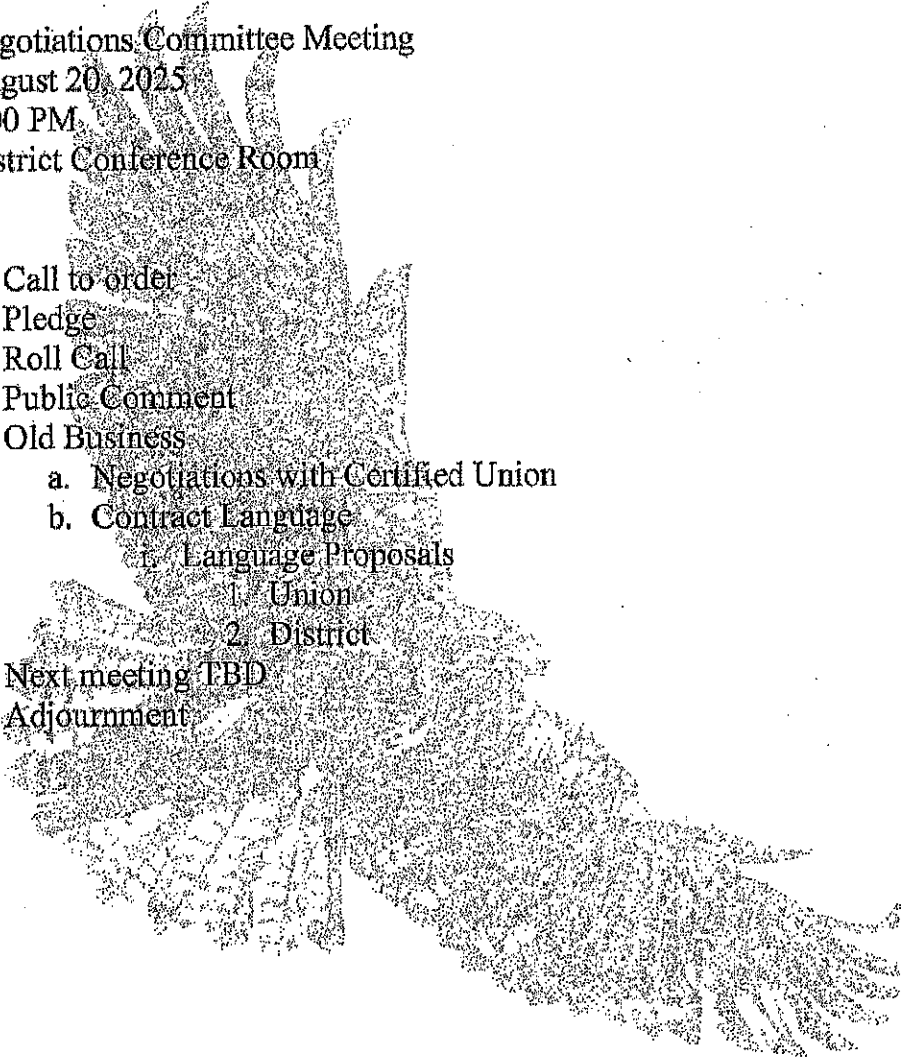 gotiations Committee Meeting
gust 20, 2025
00 PM
strict Conference Room
Call to order
Pledge
Roll Call
Public Comment
Old Business
a. Negotiations with Certified Union
b. Contract Language
i. Language Proposals
1. Union
2. District
Next meeting TBD
Adjournment